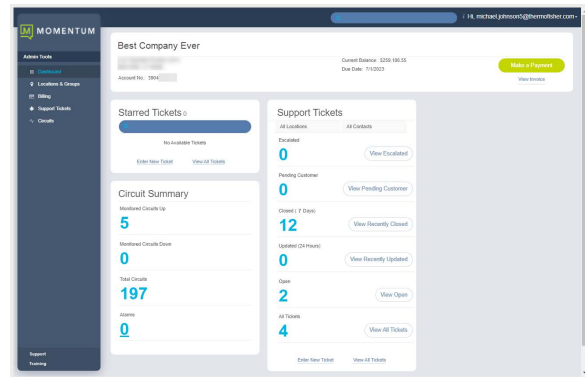 MOMENTUM
Hi, michael.johnson5@thermofisher.com
Admin Tools
Dashboard
Locations & Groups
Billing
Support Tickets
Circuits
Support
Training
Best Company Ever
Account No.: 3904
Current Balance: $259,186.55
Due Date: 7/1/2023
Make a Payment
View Invoice
Starred Tickets 0
No Available Tickets
Enter New Ticket View All Tickets
Circuit Summary
Monitored Circuits Up
5
Monitored Circuits Down
0
Total Circuits
197
Alarms
0
Support Tickets
All Locations All Contacts
Escalated
0 View Escalated
Pending Customer
0 View Pending Customer
Closed ( 7 Days)
12 View Recently Closed
Updated (24 Hours)
0 View Recently Updated
Open
2 View Open
All Tickets
4 View All Tickets
Enter New Ticket View All Tickets